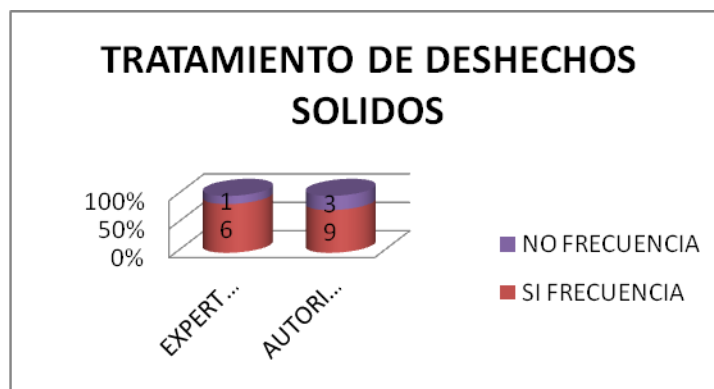 TRATAMIENTO DE DESHECHOS
SOLIDOS
100%
50%
0%
1
3
6
9
EXPERT...
AUTORI...
NO FRECUENCIA
SI FRECUENCIA